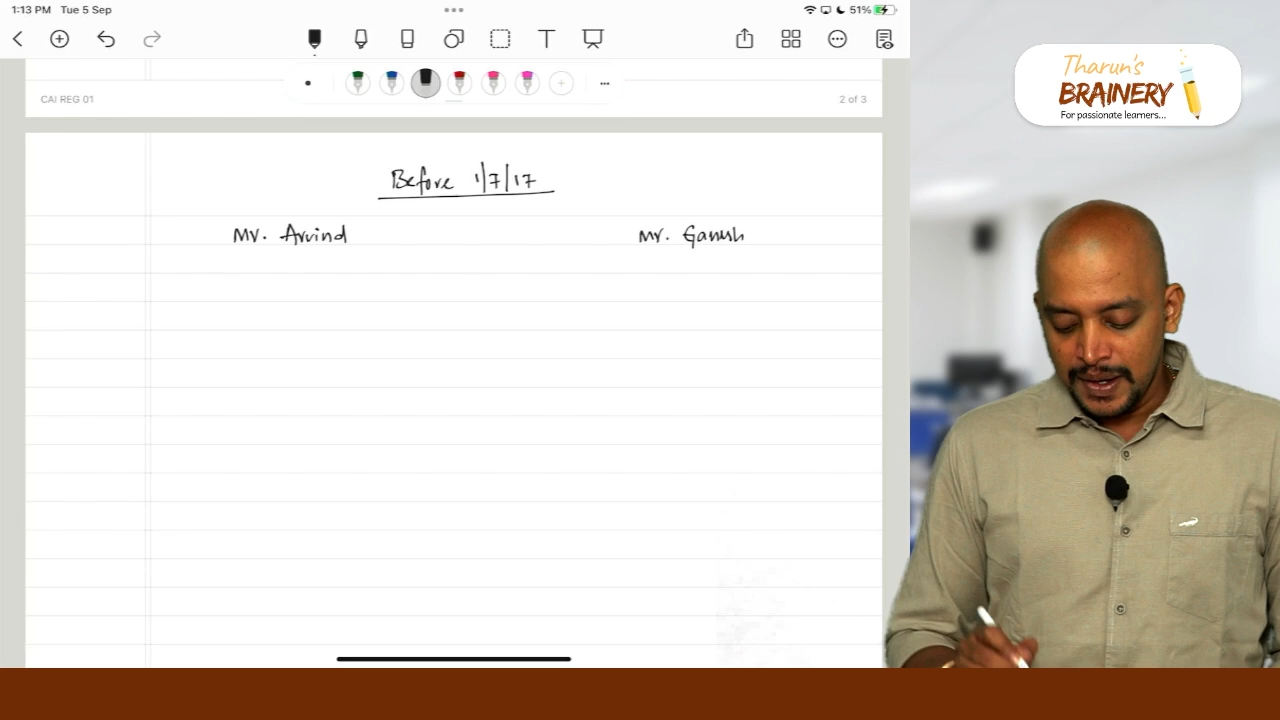 1:13 PM Tue 5 Sep
51%
T
CAI REG 01
2 of 3
Before 1/7/17
Mr. Arvind
Mr. Ganesh
Tharun's
BRAINERY
For passionate learners...